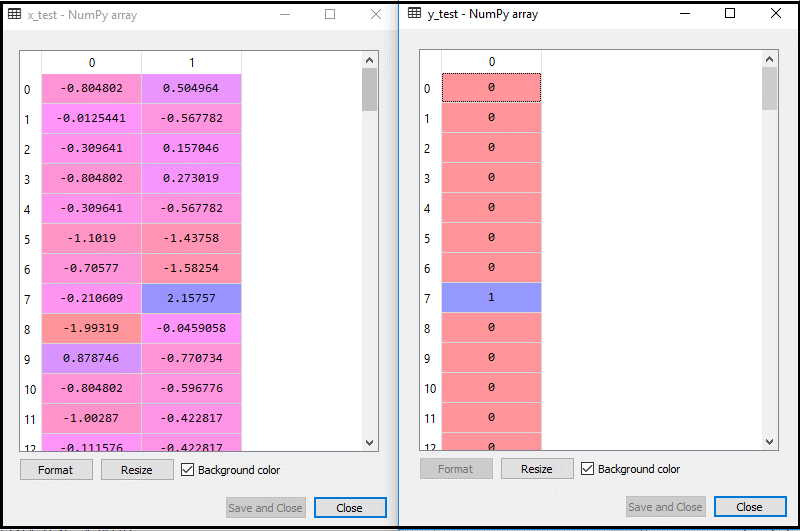 x_test - NumPy array
0 1
0 -0.804802 0.504964
1 -0.0125441 -0.567782
2 -0.309641 0.157046
3 -0.804802 0.273019
4 -0.309641 -0.567782
5 -1.1019 -1.43758
6 -0.70577 -1.58254
7 -0.210609 2.15757
8 -1.99319 -0.0459058
9 0.878746 -0.770734
10 -0.804802 -0.596776
11 -1.00287 -0.422817
12 -0.111576 -0.422817
Format Resize Background color
Save and Close Close
y_test - NumPy array
0
0 0
1 0
2 0
3 0
4 0
5 0
6 0
7 1
8 0
9 0
10 0
11 0
12 0
Format Resize Background color
Save and Close Close